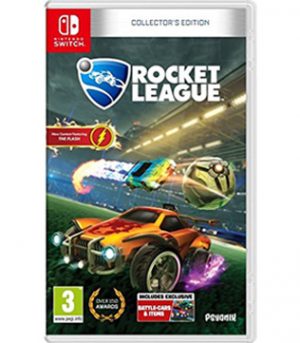 COLLECTOR'S EDITION
NINTENDO
SWITCH
ROCKET
LEAGUE
New Content Featuring
THE FLASH
3
www.pegi.info
OVER 150
AWARDS
INCLUDES EXCLUSIVE
BATTLE-CARS
& ITEMS
PSYONIX